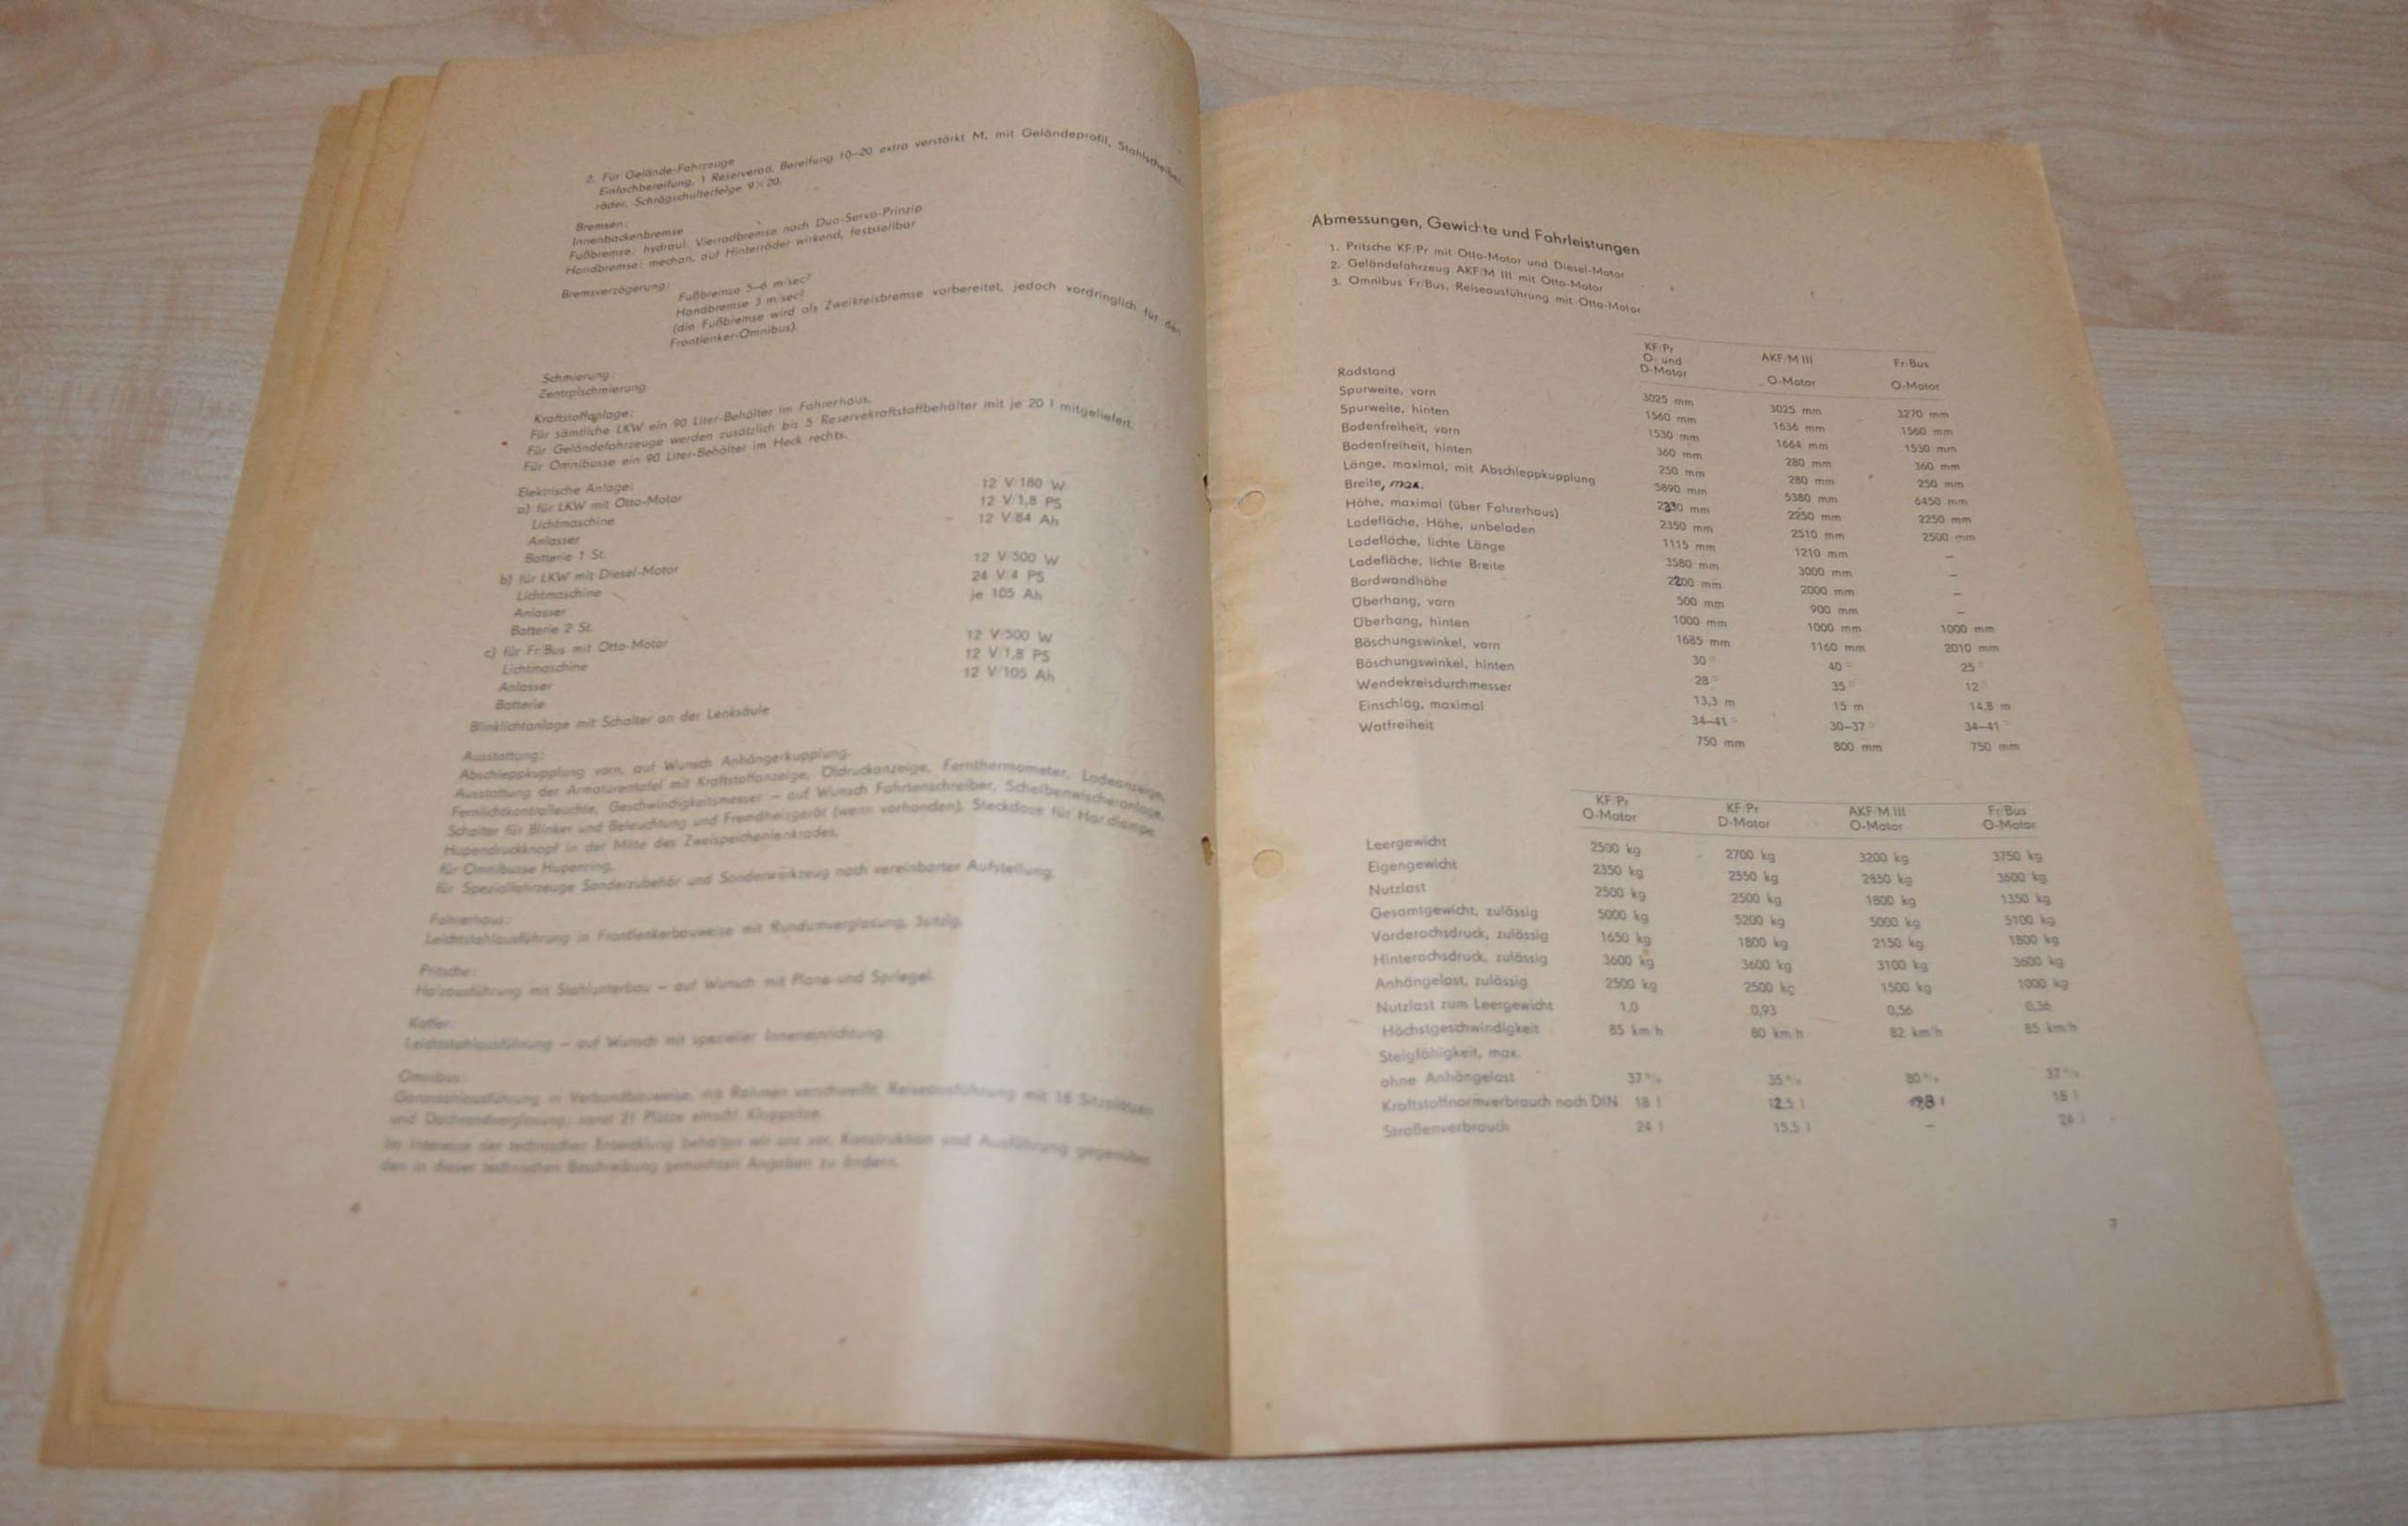 2. Für Gelände-Fahrzeuge
Einfachbereifung, 1 Reserverad, Bereifung 10–20 extra verstärkt M, mit Geländeprofil, Stahlscheiben-
räder, Schrägschulterfelge 9×20.
Bremsen:
Innenbackenbremse
Fußbremse: hydraul. Vierradbremse nach Duo-Servo-Prinzip
Handbremse: mechan. auf Hinterräder wirkend, feststellbar
Bremsverzögerung:
Fußbremse 5–6 m/sec²
Handbremse 3 m/sec²
(die Fußbremse wird als Zweikreisbremse vorbereitet, jedoch vordringlich für den
Frontlenker-Omnibus).
Schmierung:
Zentralschmierung
Kraftstoffanlage:
Für sämtliche LKW ein 90 Liter-Behälter im Fahrerhaus.
Für Geländefahrzeuge werden zusätzlich bis 5 Reservekraftstoffbehälter mit je 20 l mitgeliefert.
Für Omnibusse ein 90 Liter-Behälter im Heck rechts.
Elektrische Anlage:
a) für LKW mit Otto-Motor
Lichtmaschine 12 V/180 W
Anlasser 12 V/1,8 PS
Batterie 1 St. 12 V/84 Ah
b) für LKW mit Diesel-Motor
Lichtmaschine 12 V/500 W
Anlasser 24 V/4 PS
Batterie 2 St. je 105 Ah
c) für Fr/Bus mit Otto-Motor
Lichtmaschine 12 V/500 W
Anlasser 12 V/1,8 PS
Batterie 12 V/105 Ah
Blinklichtanlage mit Schalter an der Lenksäule
Ausstattung:
Abschleppkupplung vorn, auf Wunsch Anhängerkupplung.
Ausstattung der Armaturentafel mit Kraftstoffanzeige, Öldruckanzeige, Fernthermometer, Ladeanzeige,
Fernlichtkontrolleuchte, Geschwindigkeitsmesser – auf Wunsch Fahrtenschreiber, Scheibenwischeranlage,
Schalter für Blinker und Beleuchtung und Fremdheizgerät (wenn vorhanden), Steckdose für Handlampe,
Hupendruckknopf in der Mitte des Zweispeichenlenkrades,
für Omnibusse Hupenring,
für Spezialfahrzeuge Sonderzubehör und Sonderwerkzeug nach vereinbarter Aufstellung.
Fahrerhaus:
Leichtstahlausführung in Frontlenkerbauweise mit Rundumverglasung, 3sitzig.
Pritsche:
Holzausführung mit Stahlunterbau – auf Wunsch mit Plane und Spriegel.
Koffer:
Leichtstahlausführung – auf Wunsch mit spezieller Inneneinrichtung.
Omnibus:
Ganzstahlausführung in Verbundbauweise, mit Rahmen verschweißt, Reiseausführung mit 18 Sitzplätzen
und Dachrandverglasung, sonst 21 Plätze einschl. Klappsitze.
Im Interesse der technischen Entwicklung behalten wir uns vor, Konstruktion und Ausführung gegenüber
den in dieser technischen Beschreibung gemachten Angaben zu ändern.
6
Abmessungen, Gewichte und Fahrleistungen
1. Pritsche KF/Pr mit Otto-Motor und Diesel-Motor
2. Geländefahrzeug AKF/M III mit Otto-Motor
3. Omnibus Fr/Bus, Reiseausführung mit Otto-Motor
KF/Pr AKF/M III Fr/Bus
O- und
D-Motor O-Motor O-Motor
Radstand 3025 mm 3025 mm 3270 mm
Spurweite, vorn 1560 mm 1636 mm 1560 mm
Spurweite, hinten 1530 mm 1664 mm 1530 mm
Bodenfreiheit, vorn 360 mm 280 mm 360 mm
Bodenfreiheit, hinten 250 mm 280 mm 250 mm
Länge, maximal, mit Abschleppkupplung 5890 mm 5380 mm 6450 mm
Breite, max. mm 2250 mm 2250 mm
Höhe, maximal (über Fahrerhaus) 2350 mm 2510 mm 2500 mm
Ladefläche, Höhe, unbeladen 1115 mm 1210 mm –
Ladefläche, lichte Länge 3580 mm 3000 mm –
Ladefläche, lichte Breite 2200 mm 2000 mm –
Bordwandhöhe 500 mm 900 mm –
Überhang, vorn 1000 mm 1000 mm 1000 mm
Überhang, hinten 1685 mm 1160 mm 2010 mm
Böschungswinkel, vorn 30° 40° 25°
Böschungswinkel, hinten 28° 35° 12°
Wendekreisdurchmesser 13,3 m 15 m 14,8 m
Einschlag, maximal 34–41° 30–37° 34–41°
Watfreiheit 750 mm 800 mm 750 mm
KF/Pr KF/Pr AKF/M III Fr/Bus
O-Motor D-Motor O-Motor O-Motor
Leergewicht 2500 kg 2700 kg 3200 kg 3750 kg
Eigengewicht 2350 kg 2550 kg 2850 kg 3600 kg
Nutzlast 2500 kg 2500 kg 1800 kg 1350 kg
Gesamtgewicht, zulässig 5000 kg 5200 kg 5000 kg 5100 kg
Vorderachsdruck, zulässig 1650 kg 1800 kg 2150 kg 1800 kg
Hinterachsdruck, zulässig 3600 kg 3600 kg 3100 kg 3600 kg
Anhängelast, zulässig 2500 kg 2500 kg 1500 kg 1000 kg
Nutzlast zum Leergewicht 1,0 0,93 0,56 0,36
Höchstgeschwindigkeit 85 km/h 80 km/h 82 km/h 85 km/h
Steigfähigkeit, max.
ohne Anhängelast 37% 35% 80% 37%
Kraftstoffnormverbrauch nach DIN 18 l 12,5 l l 18 l
Straßenverbrauch 24 l 15,5 l – 24 l
7